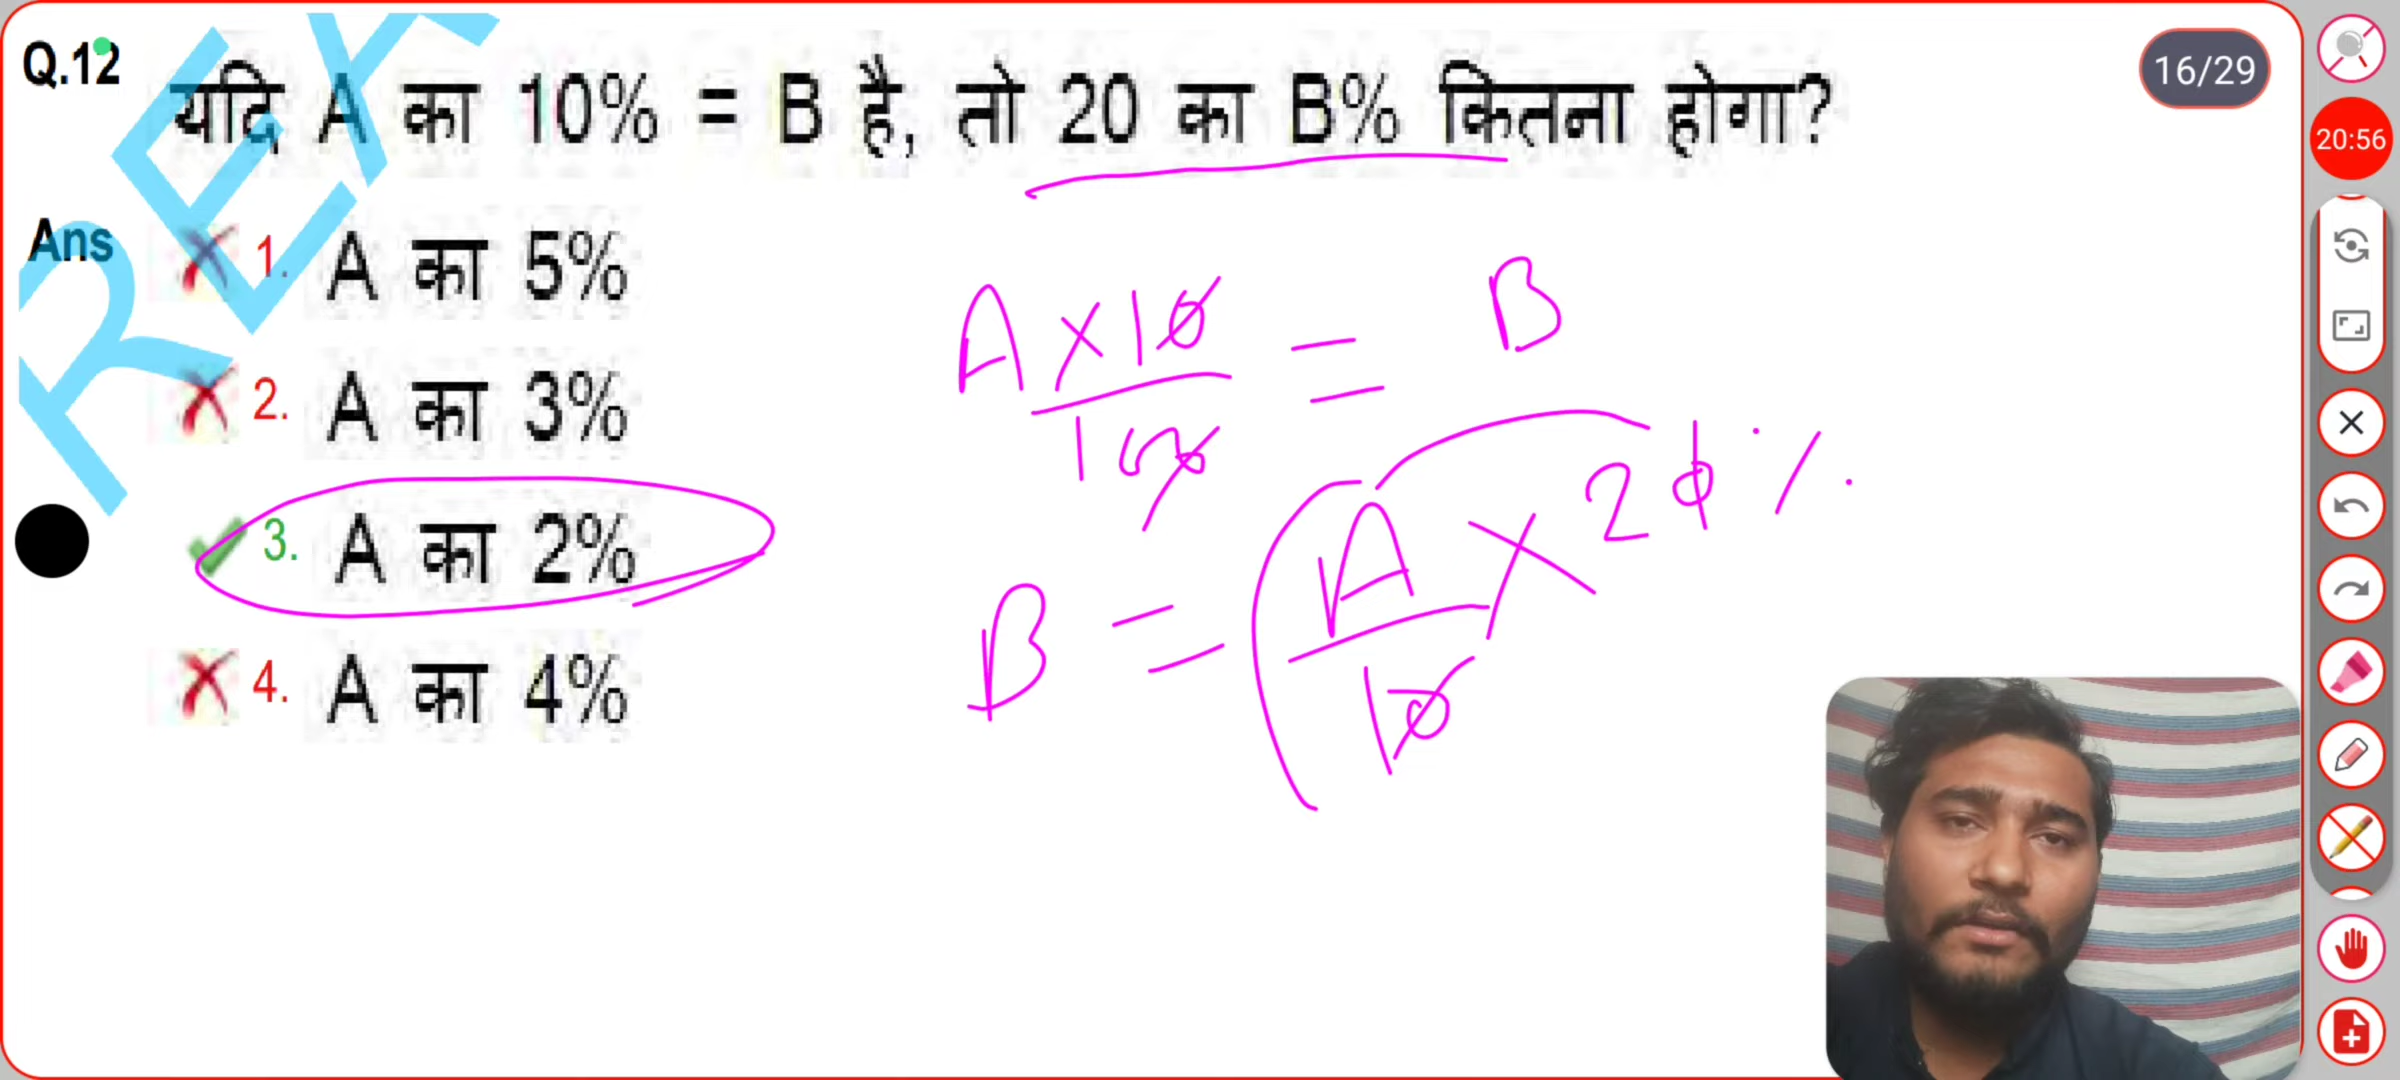 Q.12 यदि A का 10% = B है, तो 20 का B% कितना होगा?
16/29
20:56
Ans 1. A का 5%
2. A का 3%
3. A का 2%
4. A का 4%
A × 10 = B
100
B = A × 20 %
10